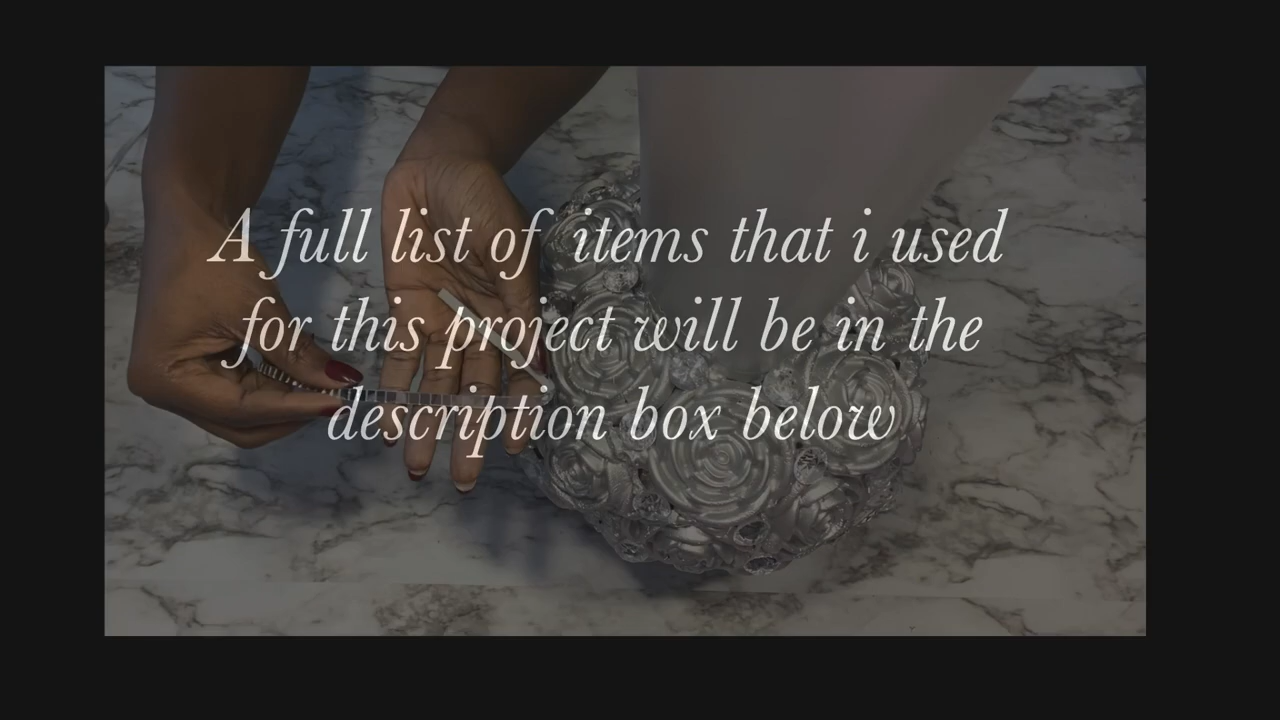 A full list of items that i used
for this project will be in the
description box below